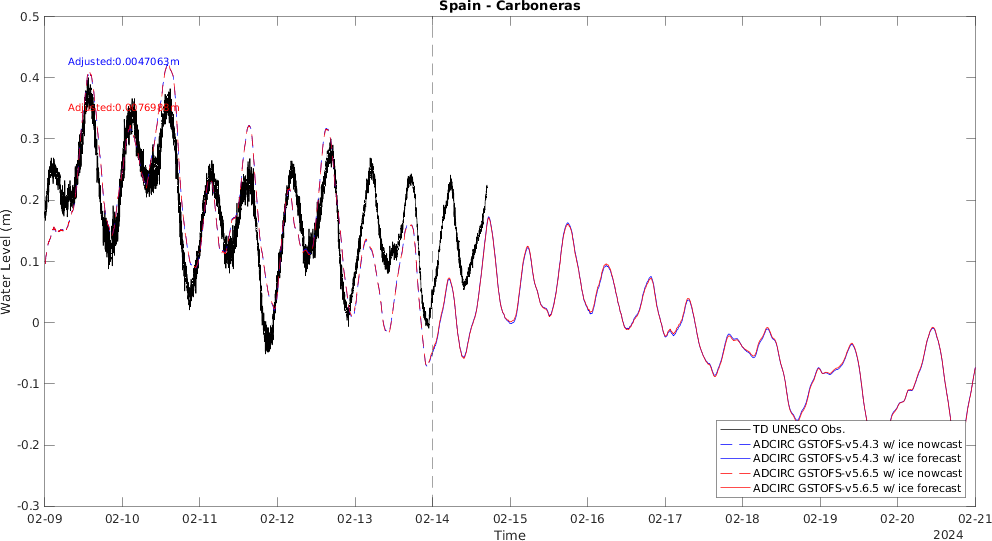 Spain - Carboneras
0.5
0.4
0.3
0.2
0.1
0
-0.1
-0.2
-0.3
Water Level (m)
Adjusted:0.0047063m
TD UNESCO Obs.
ADCIRC GSTOFS-v5.4.3 w/ ice nowcast
ADCIRC GSTOFS-v5.4.3 w/ ice forecast
ADCIRC GSTOFS-v5.6.5 w/ ice nowcast
ADCIRC GSTOFS-v5.6.5 w/ ice forecast
02-09 02-10 02-11 02-12 02-13 02-14 02-15 02-16 02-17 02-18 02-19 02-20 02-21
Time
2024